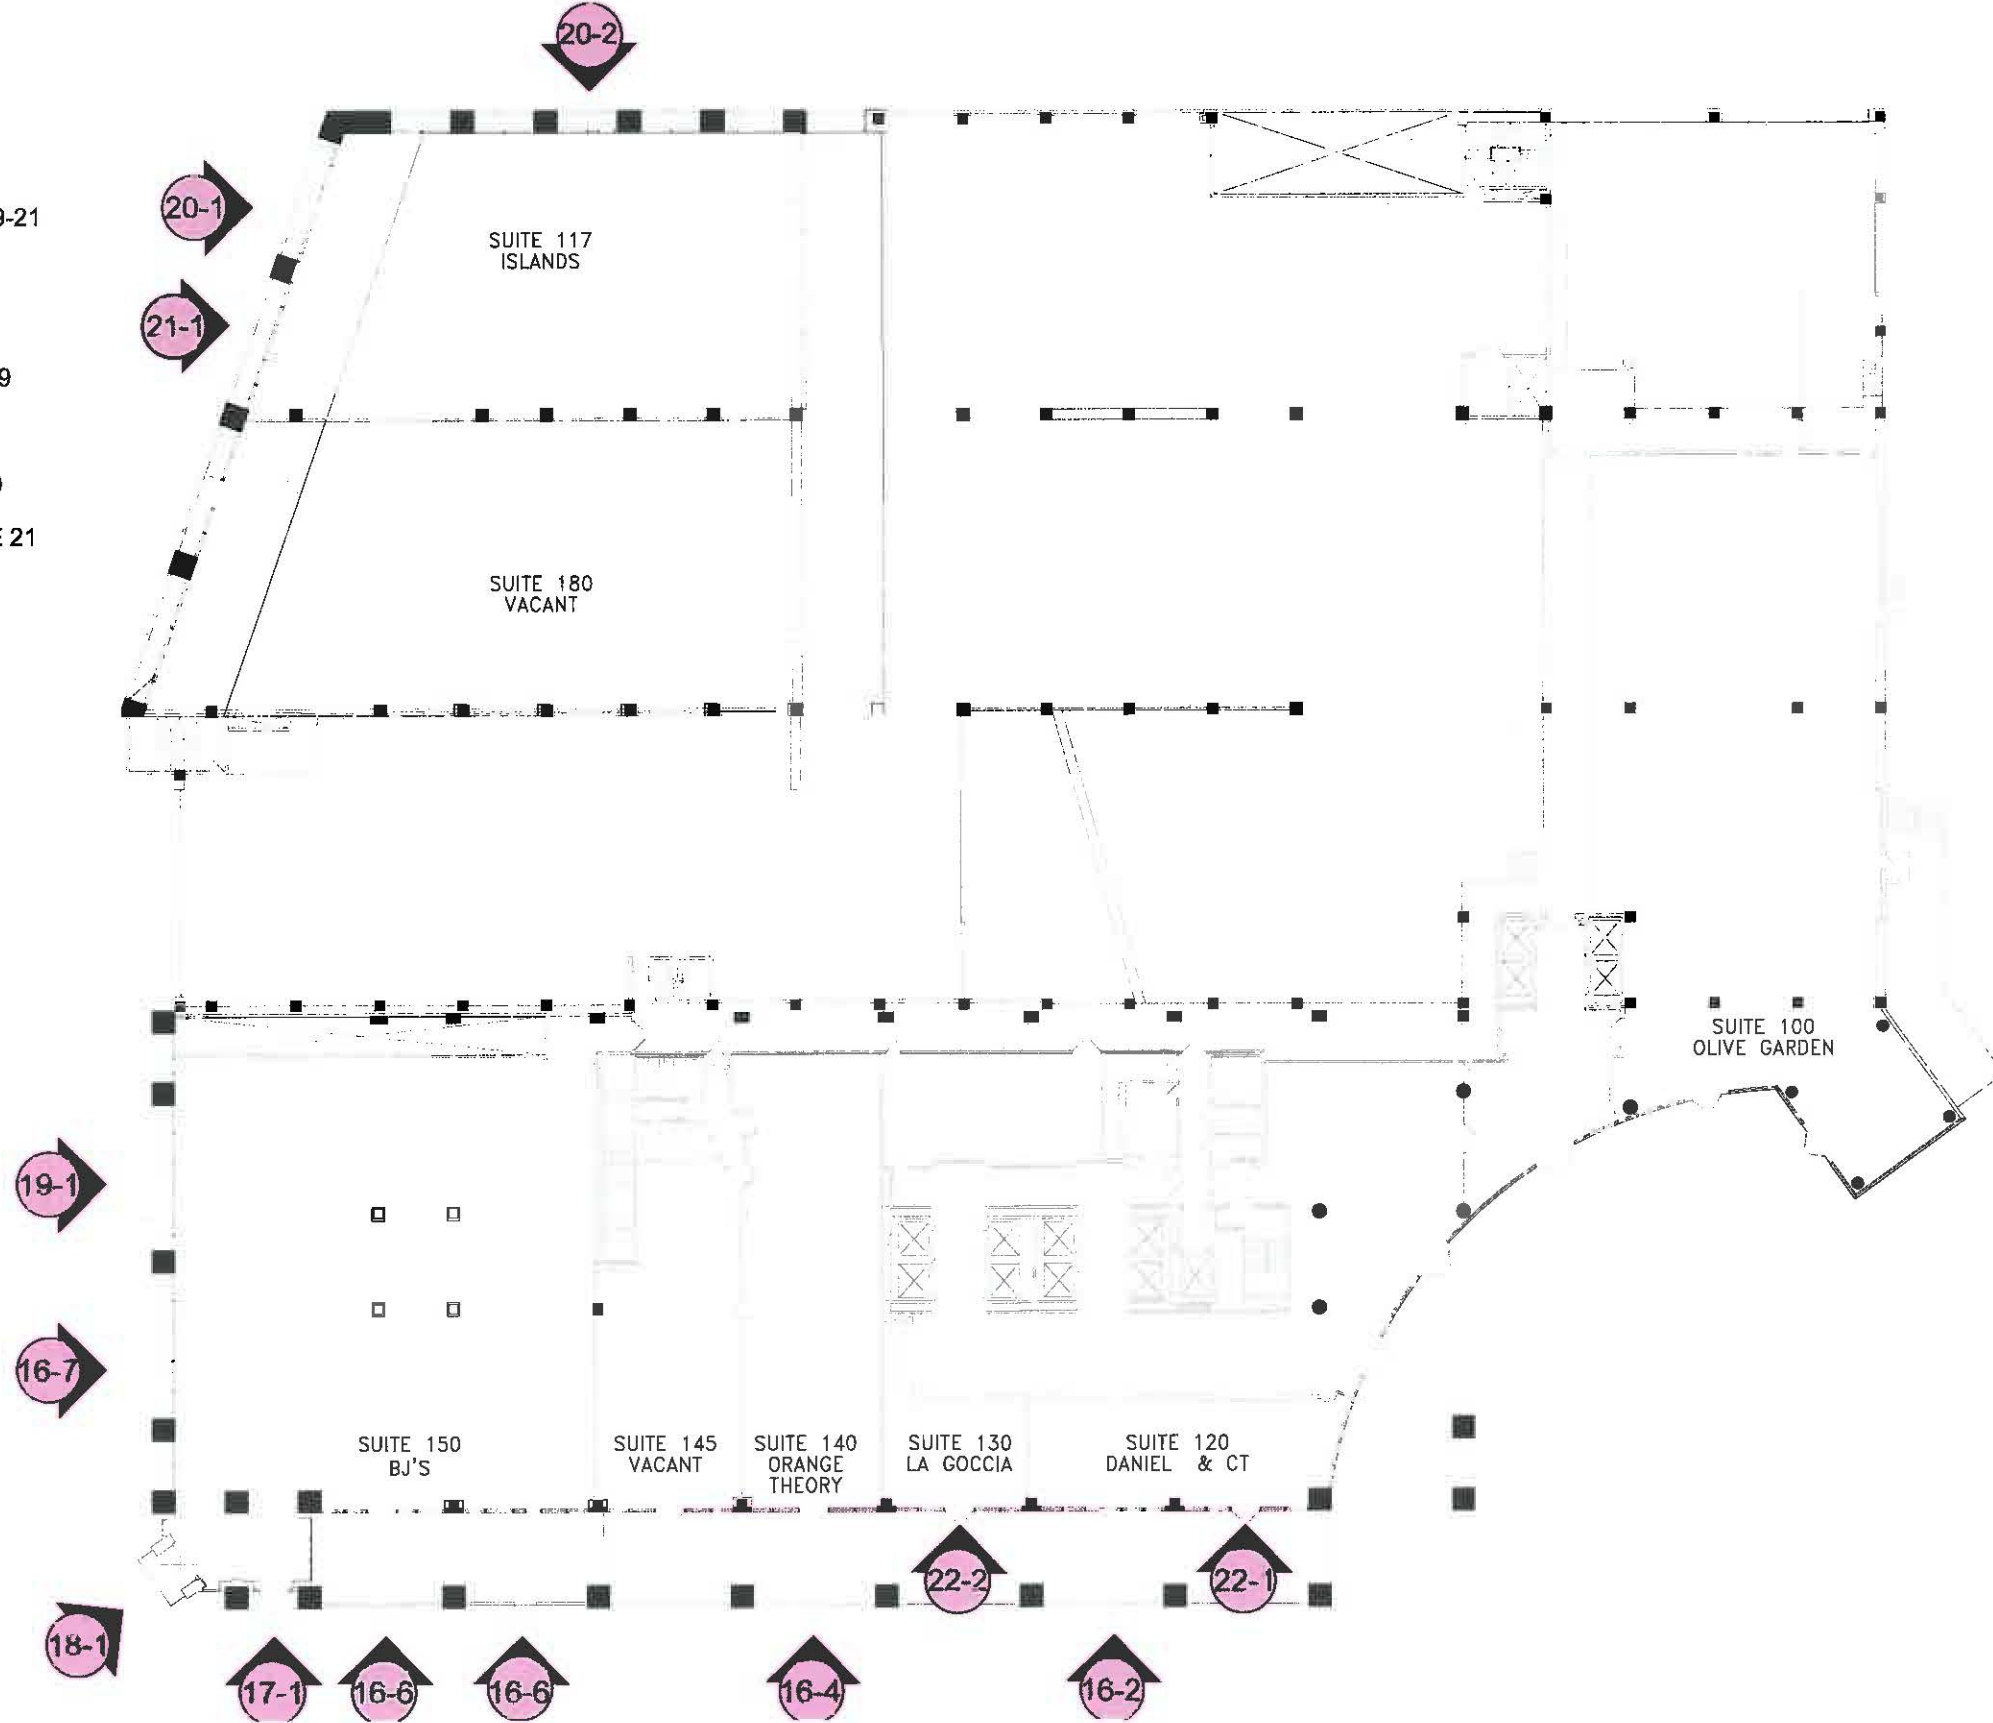 20-2
20-1
9-21
SUITE 117
ISLANDS
21-1
9
E 21
SUITE 180
VACANT
SUITE 100
OLIVE GARDEN
19-1
16-7
SUITE 150
BJ'S
SUITE 145
VACANT
SUITE 140
ORANGE
THEORY
SUITE 130
LA GOCCIA
SUITE 120
DANIEL & CT
22-2
22-1
18-1
17-1
16-6
16-6
16-4
16-2